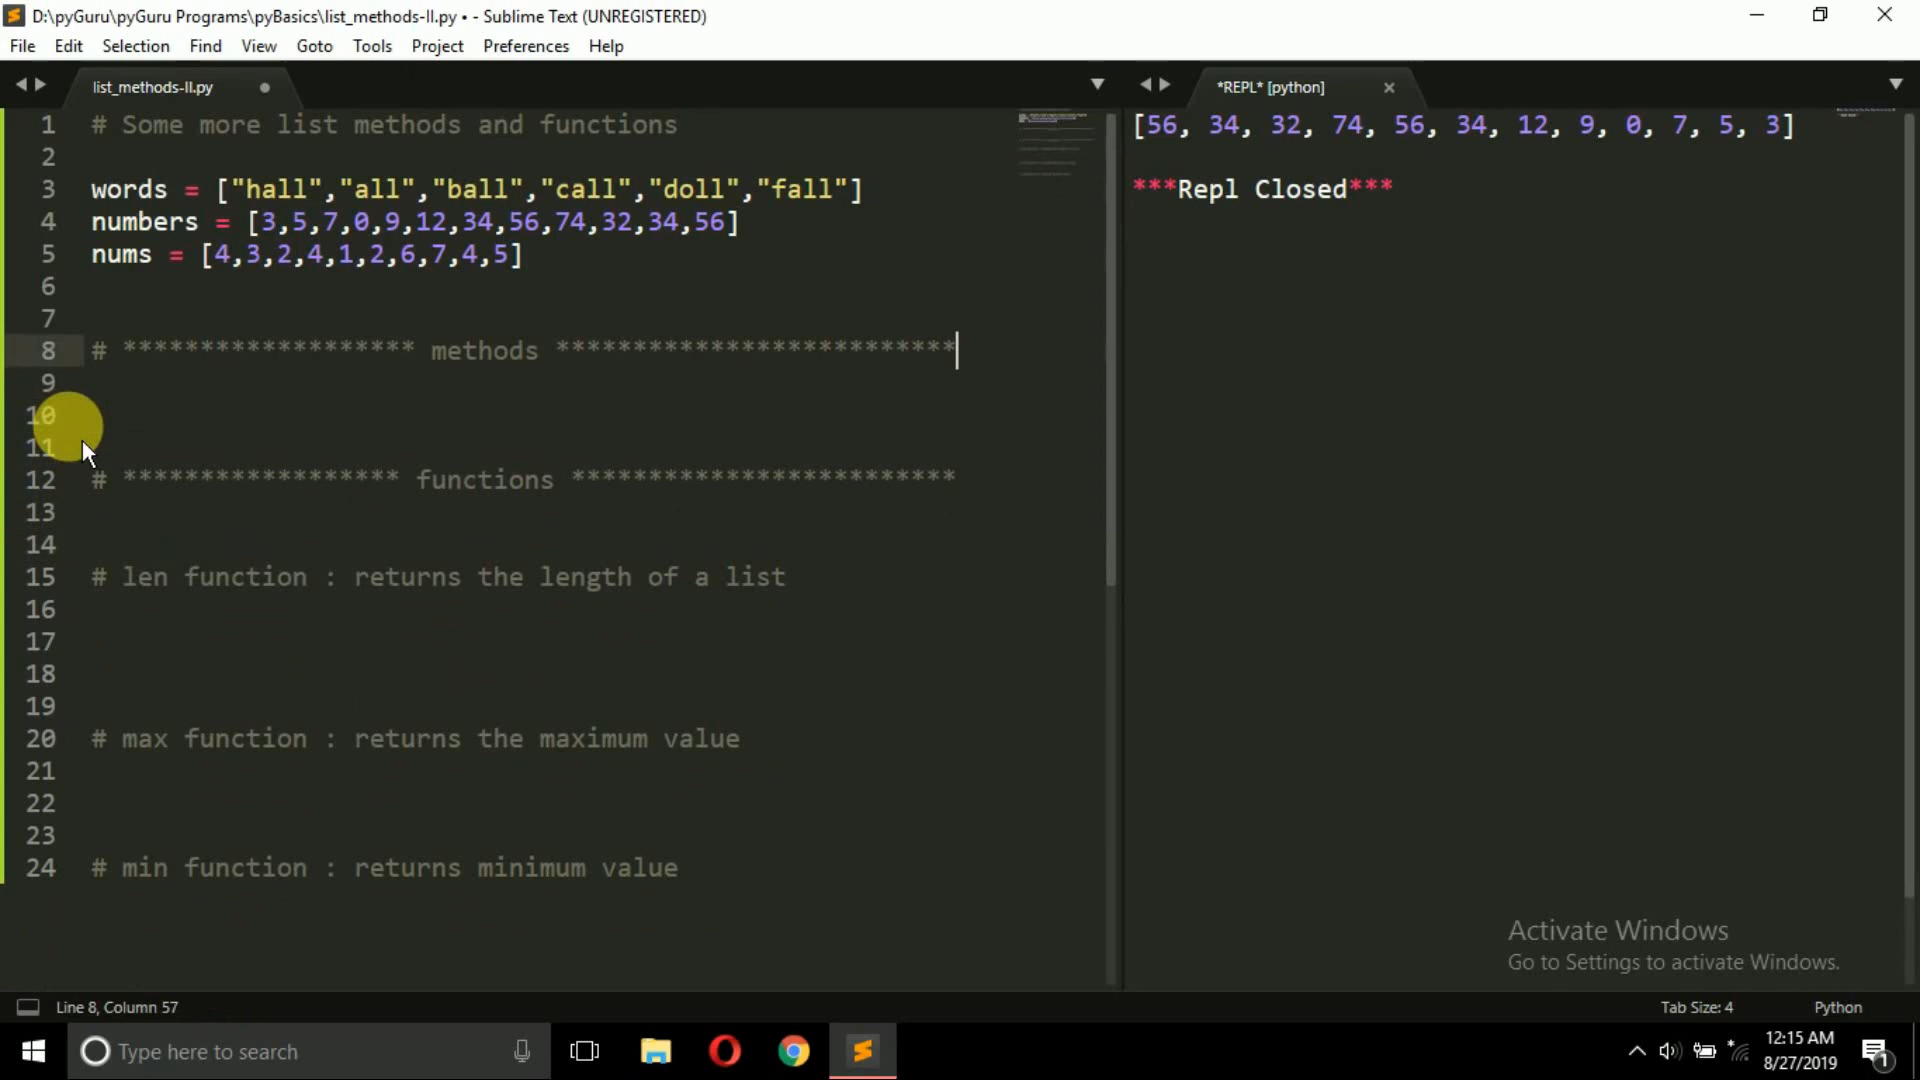 D:\pyGuru\pyGuru Programs\pyBasics\list_methods-II.py • - Sublime Text (UNREGISTERED)
File Edit Selection Find View Goto Tools Project Preferences Help
list_methods-II.py
*REPL* [python]
1 # Some more list methods and functions
2
3 words = ["hall","all","ball","call","doll","fall"]
4 numbers = [3,5,7,0,9,12,34,56,74,32,34,56]
5 nums = [4,3,2,4,1,2,6,7,4,5]
6
7
8 # ******************* methods **************************
9
10
11
12 # ****************** functions *************************
13
14
15 # len function : returns the length of a list
16
17
18
19
20 # max function : returns the maximum value
21
22
23
24 # min function : returns minimum value
[56, 34, 32, 74, 56, 34, 12, 9, 0, 7, 5, 3]
***Repl Closed***
Activate Windows
Go to Settings to activate Windows.
Line 8, Column 57
Tab Size: 4
Python
Type here to search
12:15 AM
8/27/2019
1